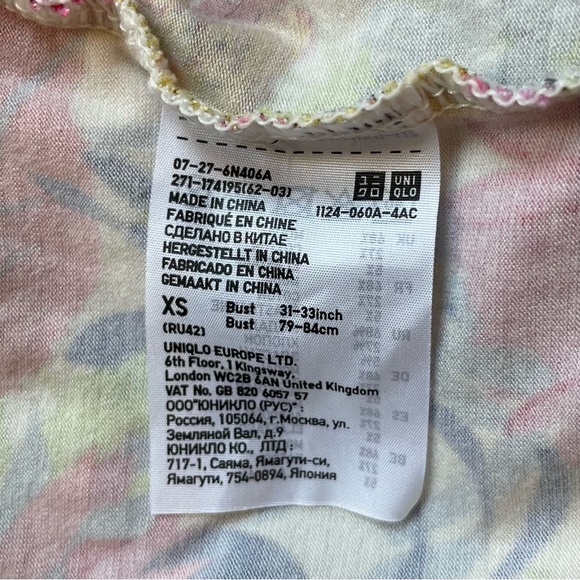 07-27-6N406A
271-174195(62-03)
ユニ
クロ
UNI
QLO
MADE IN CHINA
1124-060A-4AC
FABRIQUÉ EN CHINE
СДЕЛАНО В КИТАЕ
HERGESTELLT IN CHINA
FABRICADO EN CHINA
GEMAAKT IN CHINA
XS Bust 31-33inch
(RU42) Bust 79-84cm
UNIQLO EUROPE LTD.
6th Floor, 1 Kingsway,
London WC2B 6AN United Kingdom
VAT No. GB 820 6057 57
ООО"ЮНИКЛО (РУС)" :
Россия, 105064, г.Москва, ул.
Земляной Вал, д.9
ЮНИКЛО КО., ЛТД :
717-1, Саяма, Ямагути-си,
Ямагути, 754-0894, Япония